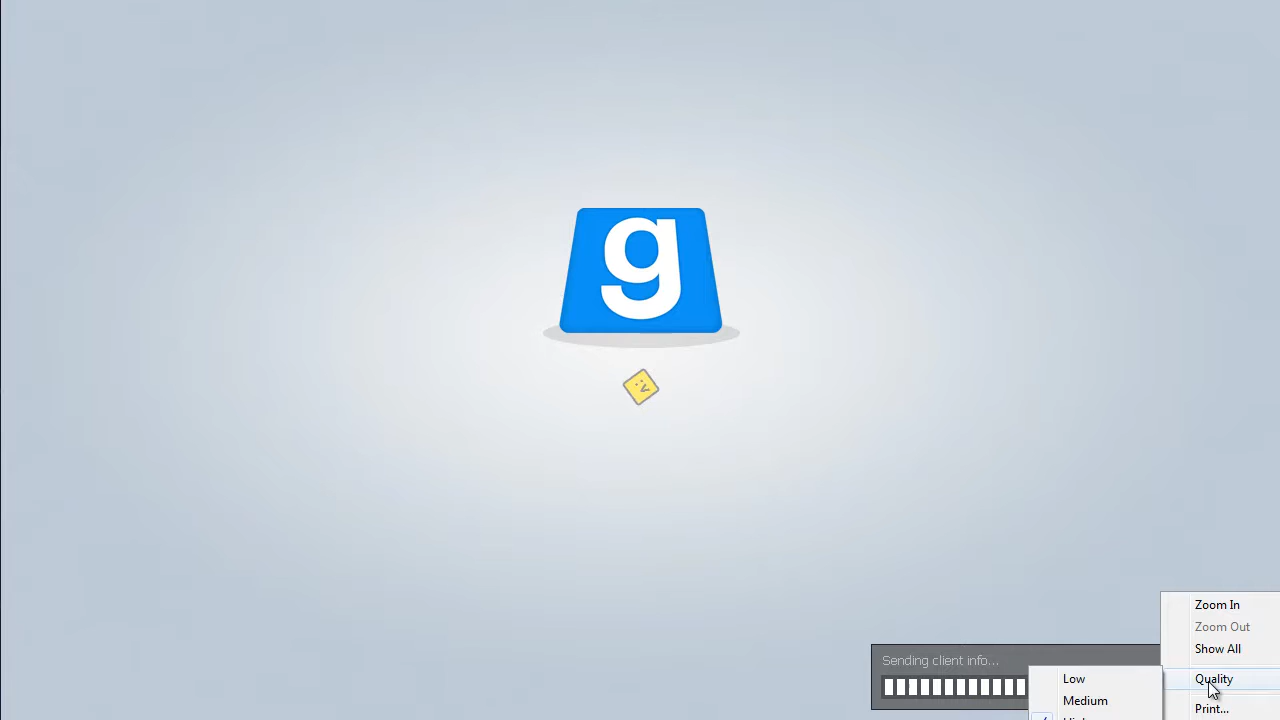 g
:v
Zoom In
Zoom Out
Show All
Sending client info...
Quality
Low
Medium
Print...